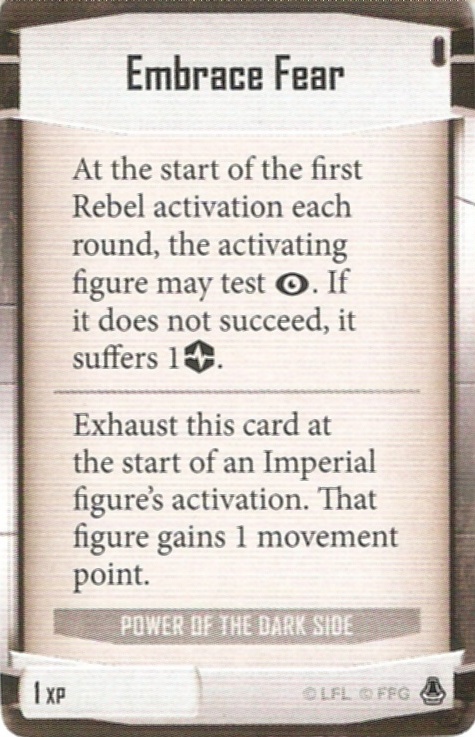 Embrace Fear
At the start of the first
Rebel activation each
round, the activating
figure may test . If
it does not succeed, it
suffers 1 .
Exhaust this card at
the start of an Imperial
figure's activation. That
figure gains 1 movement
point.
POWER OF THE DARK SIDE
1 XP
© LFL © FFG